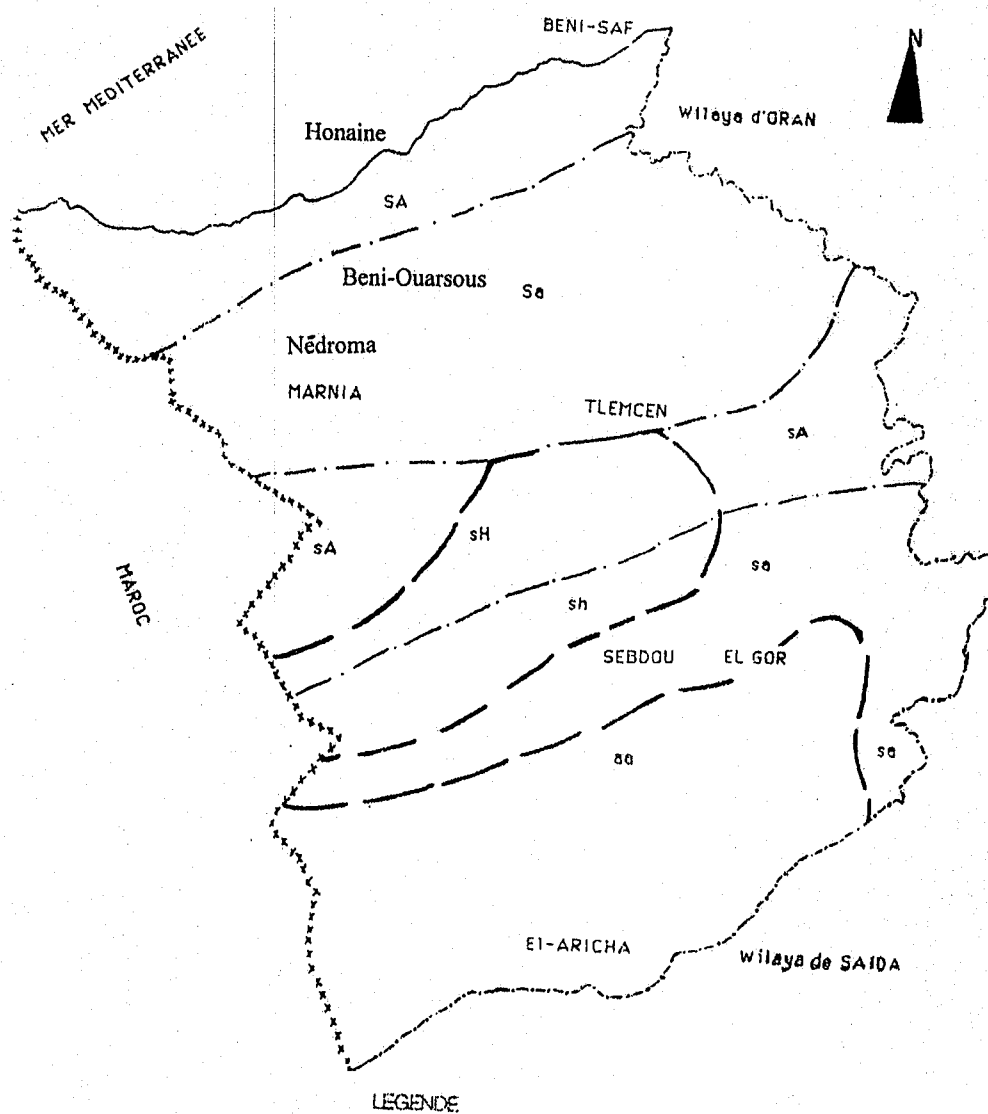 BENI-SAF
N
MER MEDITERRANEE
Wilaya d'ORAN
Honaine
SA
Beni-Ouarsous
Sa
Nédroma
MARNIA
TLEMCEN
sA
sH
sA
sa
MAROC
sh
SEBDOU
EL GOR
aa
sa
El-ARICHA
Wilaya de SAIDA
LEGENDE